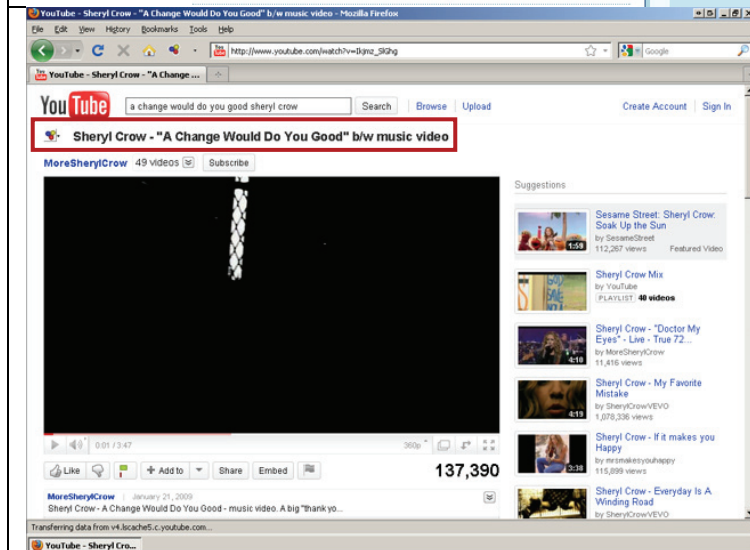 YouTube - Sheryl Crow - "A Change Would Do You Good" b/w music video - Mozilla Firefox
File Edit View History Bookmarks Tools Help
http://www.youtube.com/watch?v=Ikjmz_SlGhg
Google
YouTube - Sheryl Crow - "A Change ...
YouTube
a change would do you good sheryl crow
Search
Browse
Upload
Create Account
Sign In
Sheryl Crow - "A Change Would Do You Good" b/w music video
MoreSherylCrow 49 videos
Subscribe
Suggestions
1:59
Sesame Street: Sheryl Crow:
Soak Up the Sun
by SesameStreet
112,267 views Featured Video
Sheryl Crow Mix
by YouTube
PLAYLIST 40 videos
4:10
Sheryl Crow - "Doctor My
Eyes" - Live - True 72...
by MoreSherylCrow
11,416 views
4:19
Sheryl Crow - My Favorite
Mistake
by SherylCrowVEVO
1,078,336 views
3:38
Sheryl Crow - If it makes you
Happy
by mrsmakesyouhappy
115,899 views
Sheryl Crow - Everyday Is A
Winding Road
by SherylCrowVEVO
0:01 / 3:47
360p
Like
Add to
Share
Embed
137,390
MoreSherylCrow | January 21, 2009
Sheryl Crow - A Change Would Do You Good - music video. A big "thank yo...
Transferring data from v4.lscache5.c.youtube.com...
YouTube - Sheryl Cro...